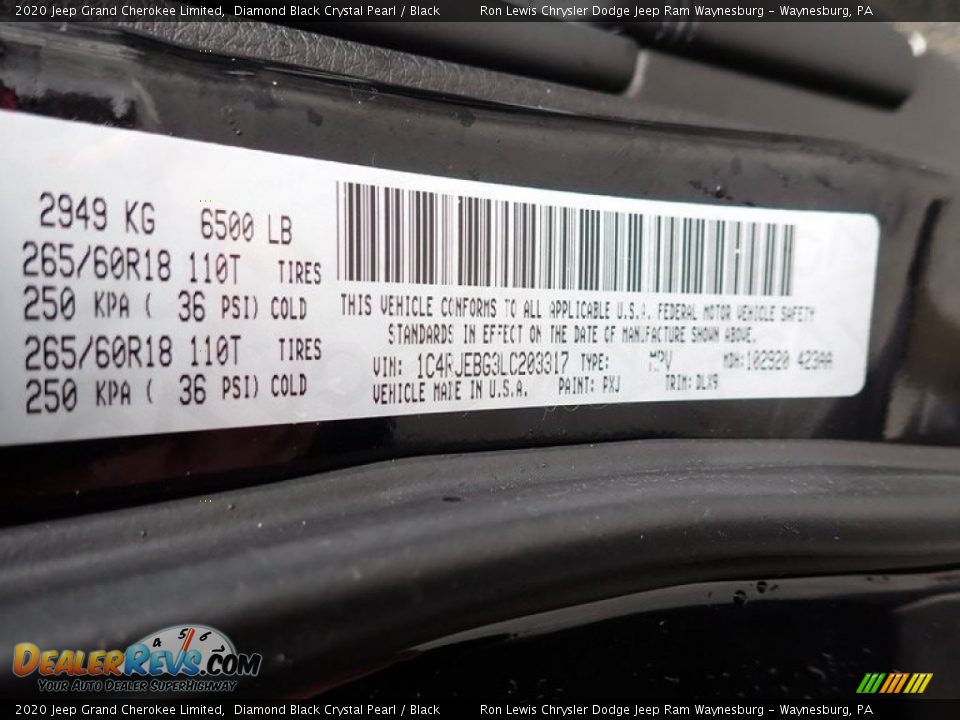 2020 Jeep Grand Cherokee Limited, Diamond Black Crystal Pearl / Black Ron Lewis Chrysler Dodge Jeep Ram Waynesburg - Waynesburg, PA
2949 KG 6500 LB
265/60R18 110T TIRES
250 KPA ( 36 PSI) COLD
265/60R18 110T TIRES
250 KPA ( 36 PSI) COLD
THIS VEHICLE CONFORMS TO ALL APPLICABLE U.S.A. FEDERAL MOTOR VEHICLE SAFETY
STANDARDS IN EFFECT ON THE DATE OF MANUFACTURE SHOWN ABOVE.
VIN: 1C4RJEBG3LC203317 TYPE: MPV MDH: 102920 423AA
VEHICLE MADE IN U.S.A. PAINT: PXJ TRIM: DLX9
4 5 6
DealerRevs.com
Your Auto Dealer SuperHighway
2020 Jeep Grand Cherokee Limited, Diamond Black Crystal Pearl / Black Ron Lewis Chrysler Dodge Jeep Ram Waynesburg - Waynesburg, PA